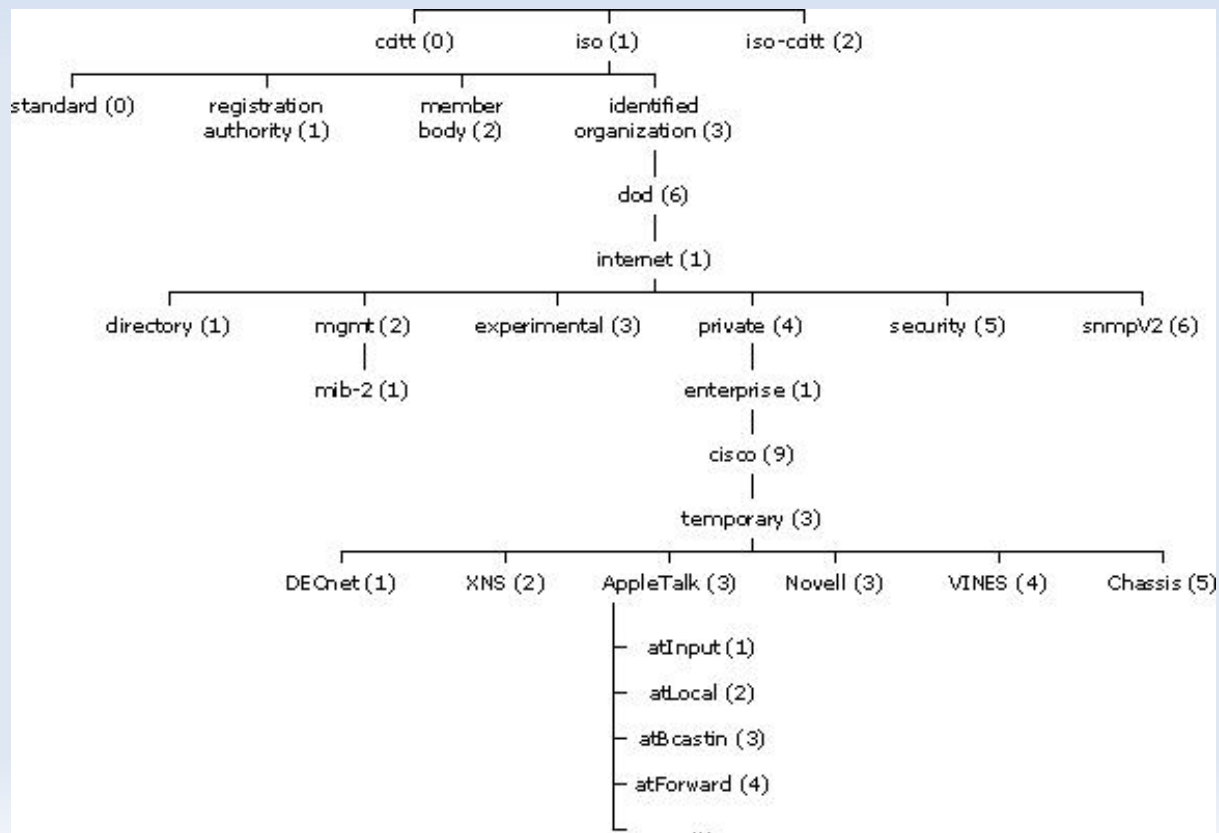 ccitt (0) iso (1) iso-ccitt (2)
standard (0) registration member identified
authority (1) body (2) organization (3)
dod (6)
internet (1)
directory (1) mgmt (2) experimental (3) private (4) security (5) snmpV2 (6)
mib-2 (1) enterprise (1)
cisco (9)
temporary (3)
DECnet (1) XNS (2) AppleTalk (3) Novell (3) VINES (4) Chassis (5)
atInput (1)
atLocal (2)
atBcastin (3)
atForward (4)